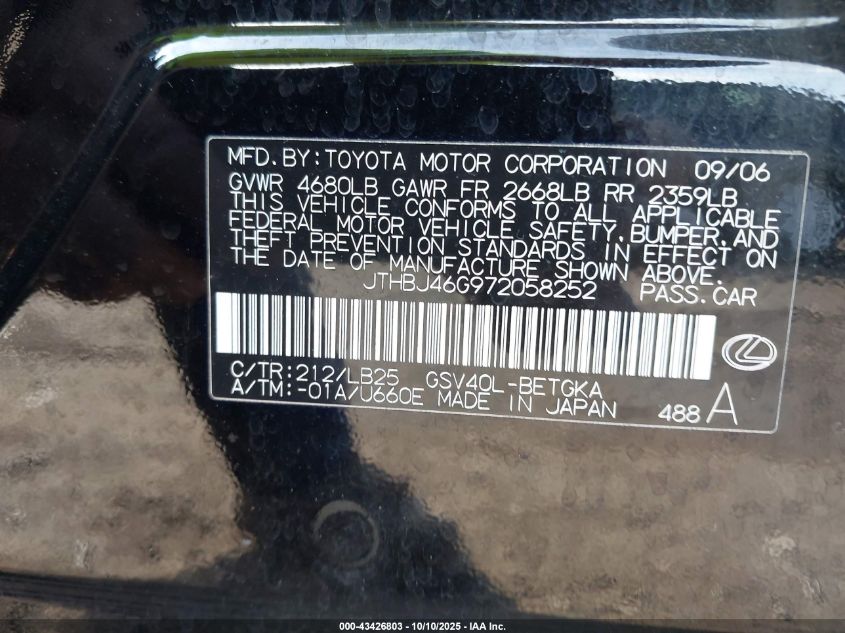 MFD. BY: TOYOTA MOTOR CORPORATION 09/06
GVWR 4680LB GAWR FR 2668LB RR 2359LB
THIS VEHICLE CONFORMS TO ALL APPLICABLE
FEDERAL MOTOR VEHICLE SAFETY, BUMPER, AND
THEFT PREVENTION STANDARDS IN EFFECT ON
THE DATE OF MANUFACTURE SHOWN ABOVE.
JTHBJ46G972058252 PASS. CAR
C/TR: 212/LB25 GSV40L-BETGKA
A/TM: -01A/U660E MADE IN JAPAN 488 A
000-43426803 - 10/10/2025 - IAA Inc.